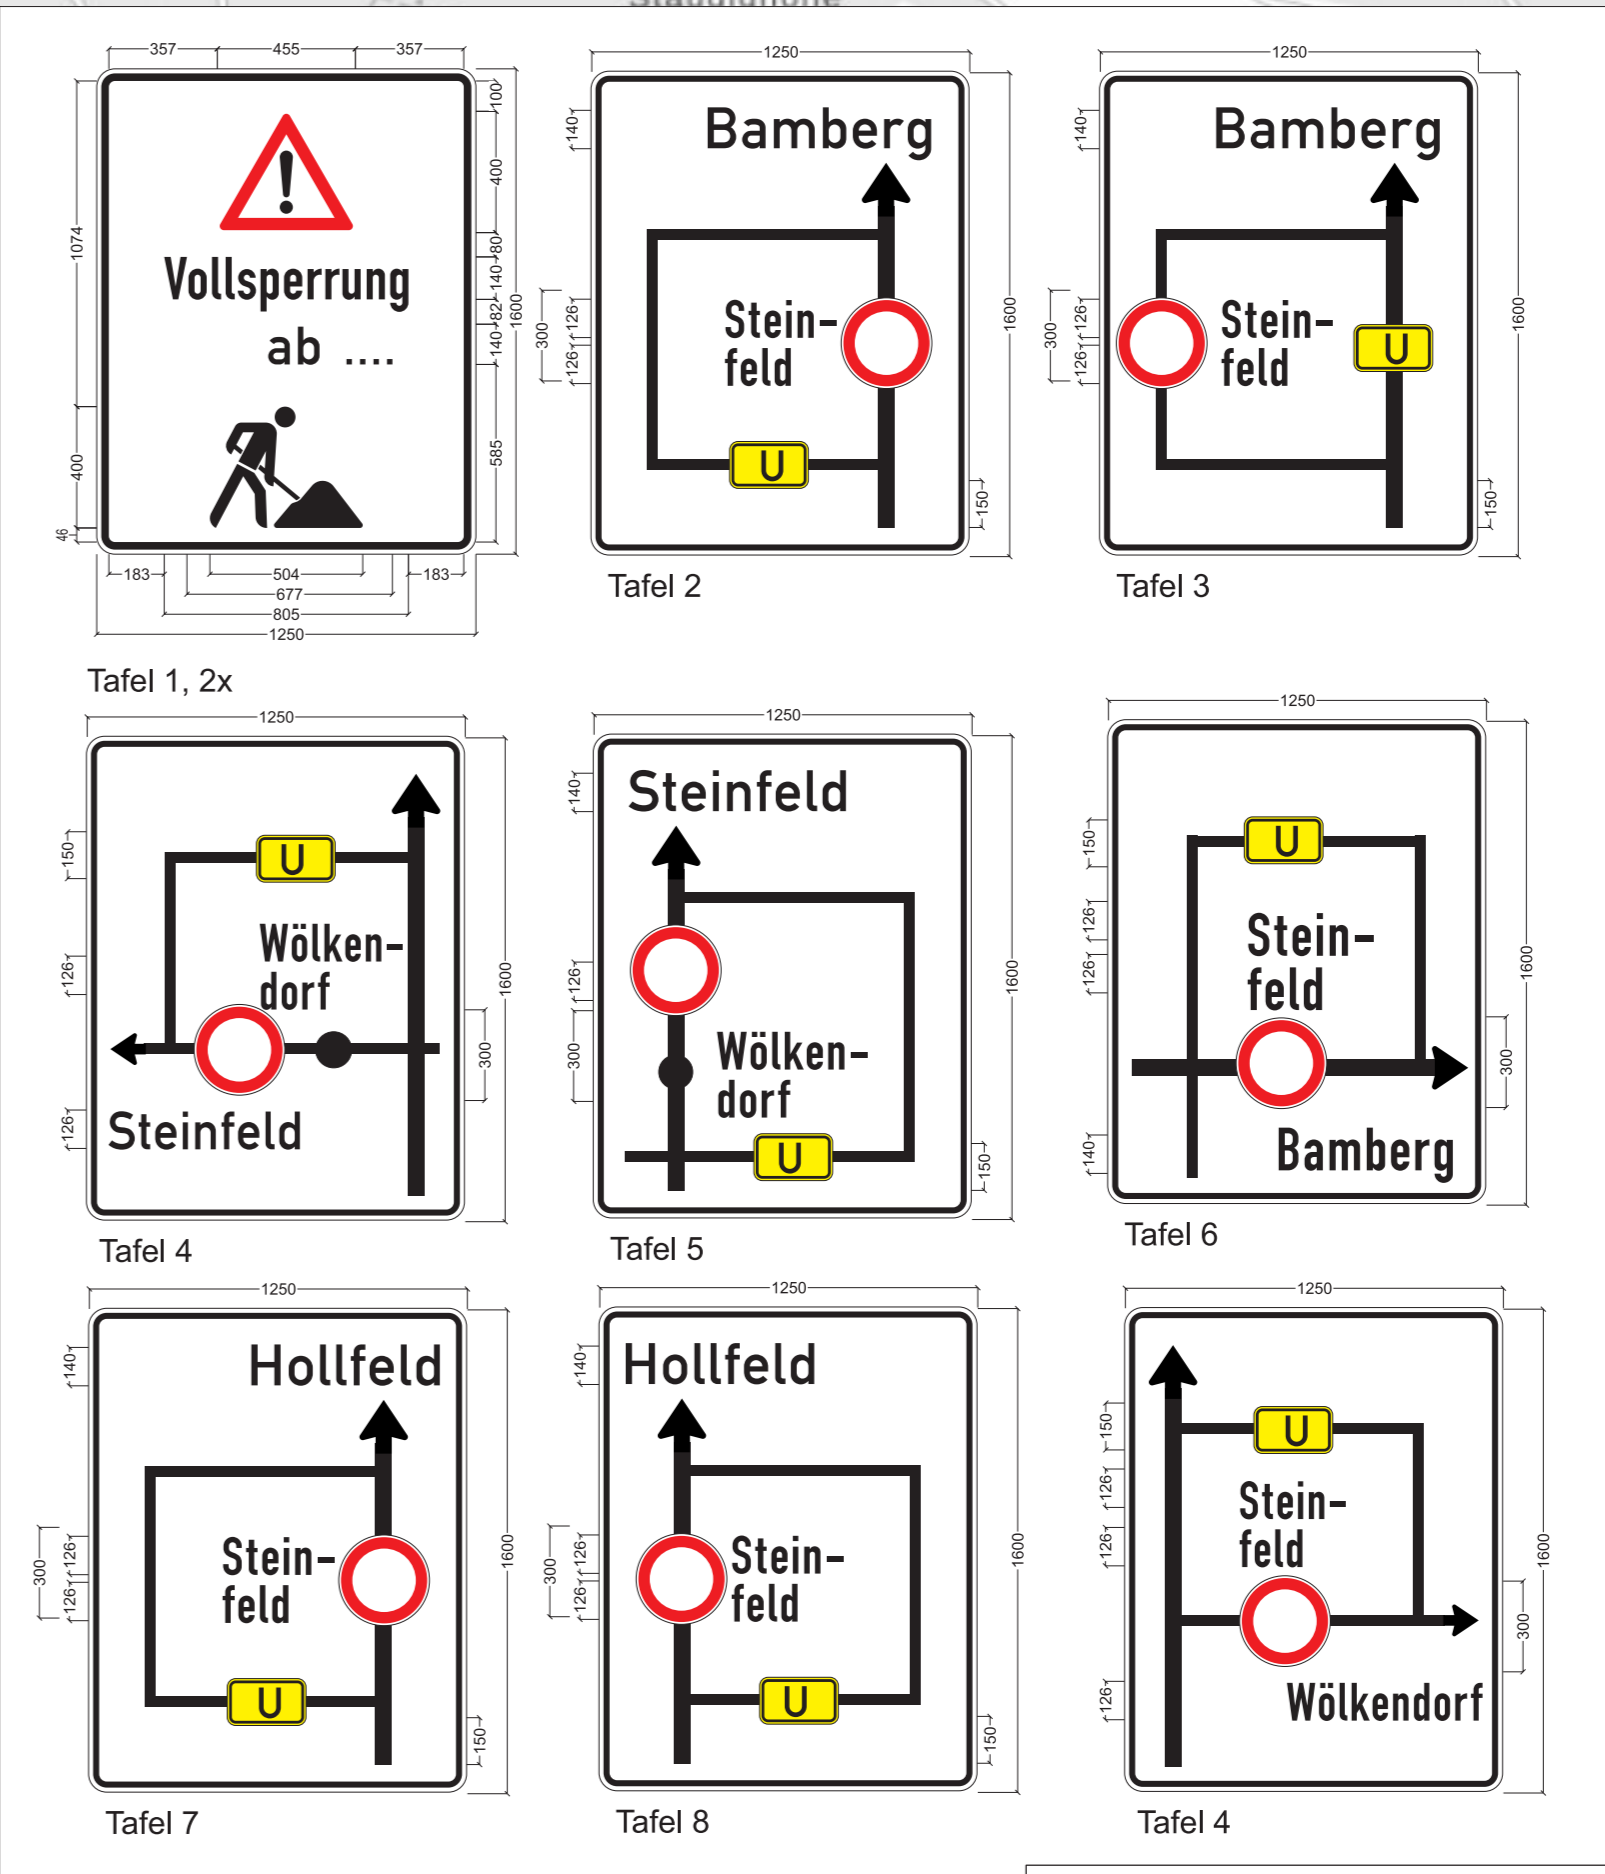 357 455 357
1074
400
46
100
400
80
140
82
140
585
1600
Vollsperrung
ab ....
183 504 183
677
805
1250
Tafel 1, 2x
1250
140
300
126
126
1600
150
Bamberg
Stein-
feld
U
Tafel 2
1250
140
300
126
126
1600
150
Bamberg
Stein-
feld
U
Tafel 3
1250
150
126
126
1600
300
U
Wölken-
dorf
Steinfeld
Tafel 4
1250
140
126
300
1600
150
Steinfeld
Wölken-
dorf
U
Tafel 5
1250
150
126
126
140
1600
300
U
Stein-
feld
Bamberg
Tafel 6
1250
140
300
126
126
1600
150
Hollfeld
Stein-
feld
U
Tafel 7
1250
140
300
126
126
1600
150
Hollfeld
Stein-
feld
U
Tafel 8
1250
150
126
126
126
1600
300
U
Stein-
feld
Wölkendorf
Tafel 4